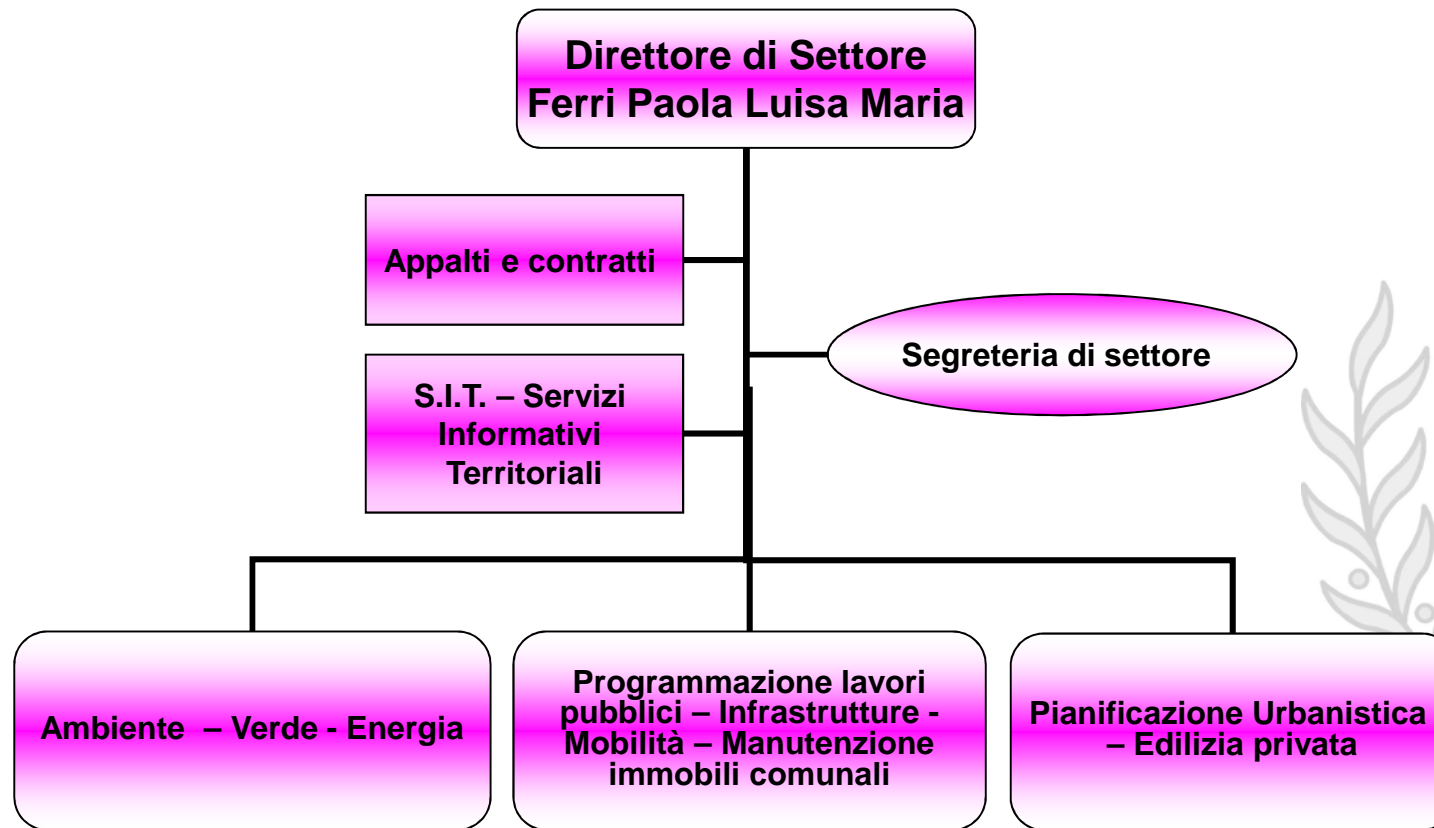 Direttore di Settore
Ferri Paola Luisa Maria
Appalti e contratti
Segreteria di settore
S.I.T. – Servizi
Informativi
Territoriali
Ambiente – Verde - Energia
Programmazione lavori
pubblici – Infrastrutture -
Mobilità – Manutenzione
immobili comunali
Pianificazione Urbanistica
– Edilizia privata